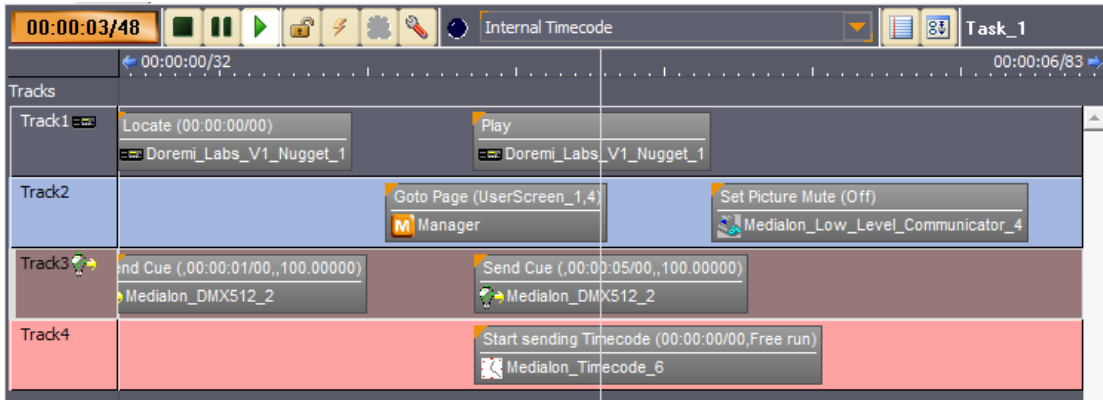 00:00:03/48
Internal Timecode
Task_1
00:00:00/32
00:00:06/83
Tracks
Track1
Locate (00:00:00/00)
Doremi_Labs_V1_Nugget_1
Play
Doremi_Labs_V1_Nugget_1
Track2
Goto Page (UserScreen_1,4)
M Manager
Set Picture Mute (Off)
Medialon_Low_Level_Communicator_4
Track3
end Cue (,00:00:01/00,,100.00000)
Medialon_DMX512_2
Send Cue (,00:00:05/00,,100.00000)
Medialon_DMX512_2
Track4
Start sending Timecode (00:00:00/00,Free run)
Medialon_Timecode_6